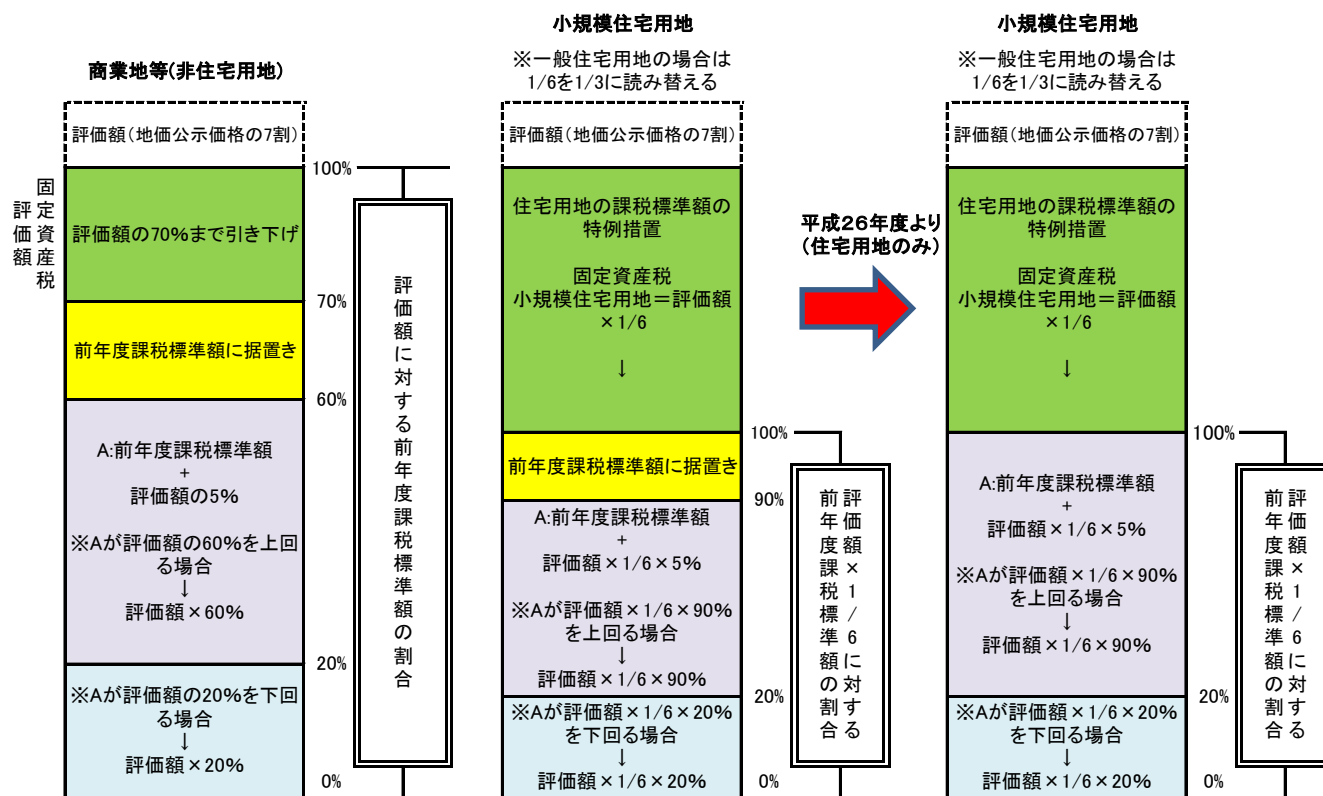 商業地等(非住宅用地)
評価額(地価公示価格の7割)
固定資産税
評価額
100%
評価額の70%まで引き下げ
70%
前年度課税標準額に据置き
60%
A:前年度課税標準額
+
評価額の5%
※Aが評価額の60%を上回
る場合
↓
評価額×60%
20%
※Aが評価額の20%を下回
る場合
↓
評価額×20%
0%
評価額に対する前年度課税標準額の割合
小規模住宅用地
※一般住宅用地の場合は
1/6を1/3に読み替える
評価額(地価公示価格の7割)
住宅用地の課税標準額の
特例措置
固定資産税
小規模住宅用地=評価額
×1/6
↓
100%
前年度課税標準額に据置き
90%
A:前年度課税標準額
+
評価額×1/6×5%
※Aが評価額×1/6×90%
を上回る場合
↓
評価額×1/6×90%
20%
※Aが評価額×1/6×20%
を下回る場合
↓
評価額×1/6×20%
0%
評価額×1/6に対する
前年度課税標準額の割合
平成26年度より
(住宅用地のみ)
小規模住宅用地
※一般住宅用地の場合は
1/6を1/3に読み替える
評価額(地価公示価格の7割)
住宅用地の課税標準額の
特例措置
固定資産税
小規模住宅用地=評価額
×1/6
↓
100%
A:前年度課税標準額
+
評価額×1/6×5%
※Aが評価額×1/6×90%
を上回る場合
↓
評価額×1/6×90%
20%
※Aが評価額×1/6×20%
を下回る場合
↓
評価額×1/6×20%
0%
評価額×1/6に対する
前年度課税標準額の割合